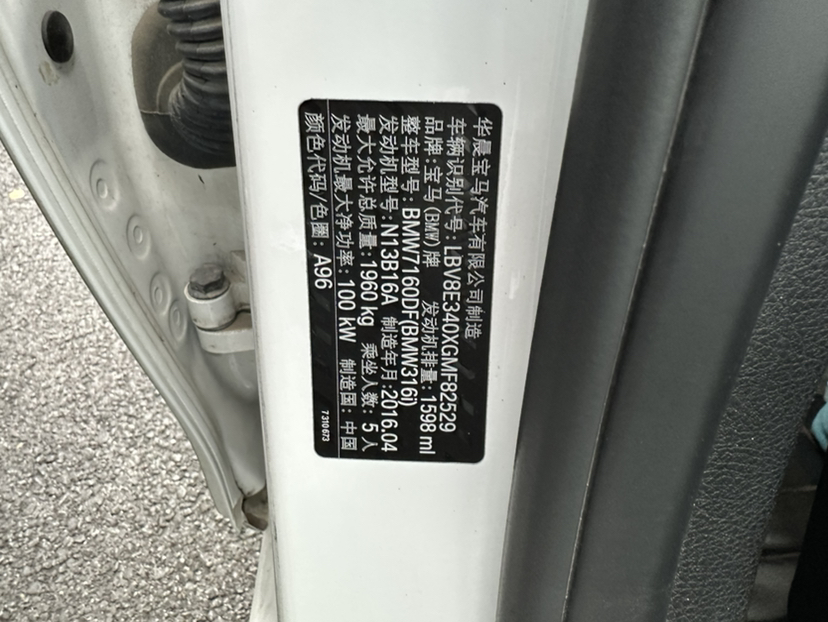 华晨宝马汽车有限公司制造
车辆识别代号: LBV8E340XGMF82529
品牌: 宝马(BMW)牌 发动机排量: 1598 ml
整车型号: BMW7160DF(BMW316i)
发动机型号: N13B16A 制造年月: 2016.04
最大允许总质量: 1960 kg 乘坐人数: 5 人
发动机最大净功率: 100 kW 制造国: 中国
颜色代码/色圈: A96 7 310 673